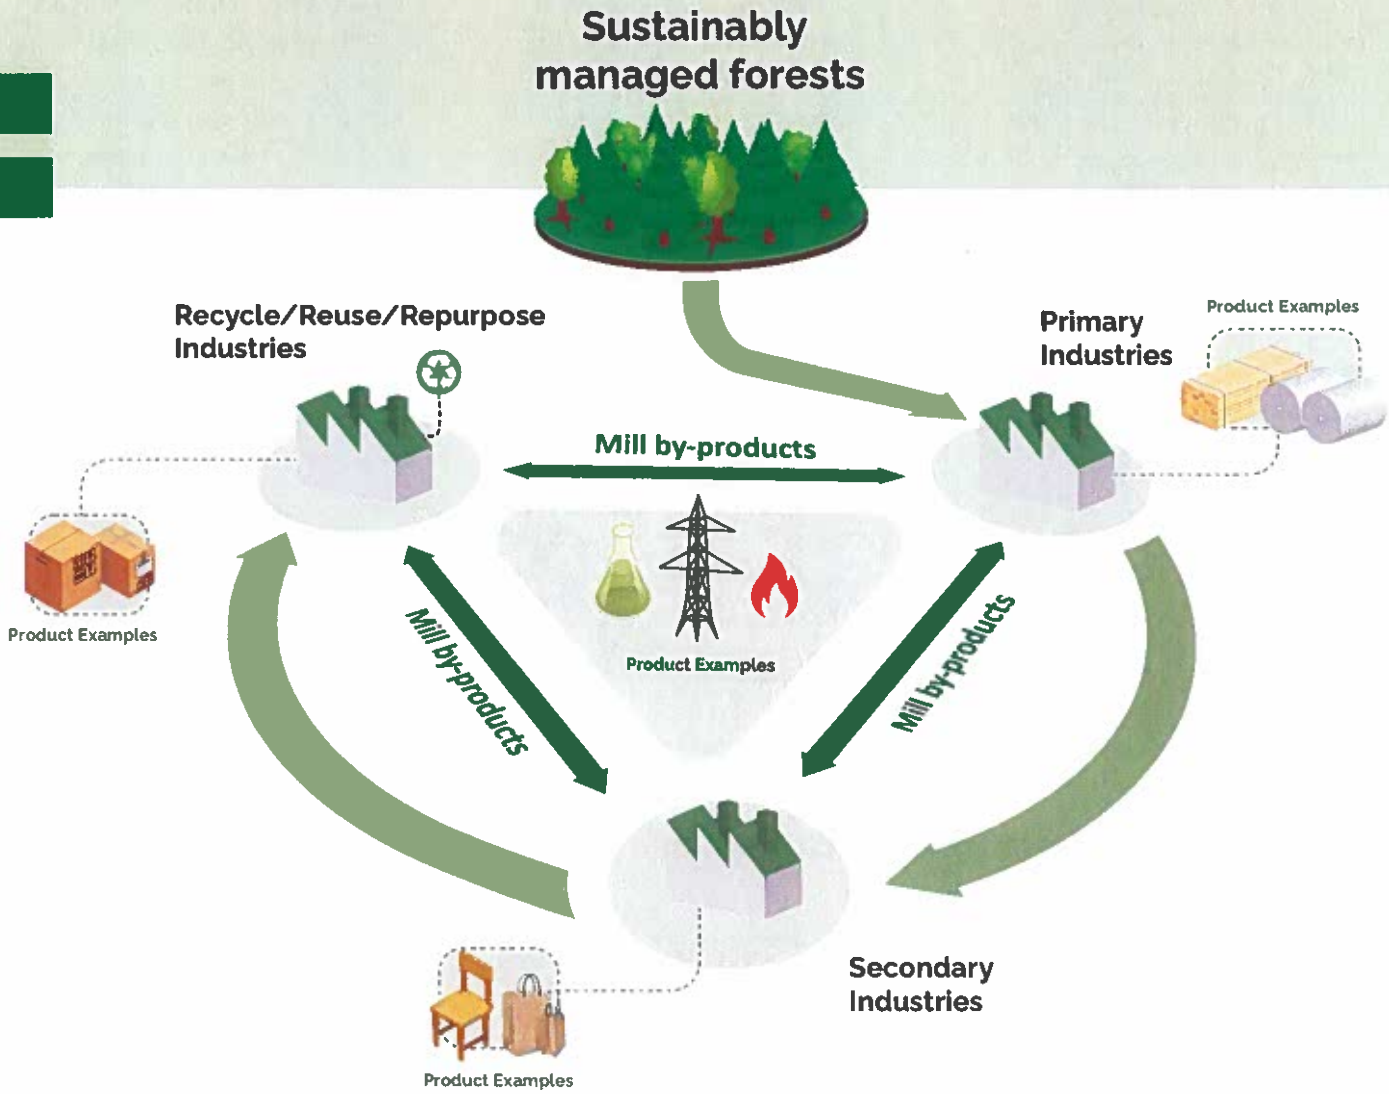 Sustainably
managed forests
Recycle/Reuse/Repurpose
Industries
Primary
Industries
Product Examples
Mill by-products
Product Examples
Mill by-products
Product Examples
Mill by-products
Secondary
Industries
Product Examples